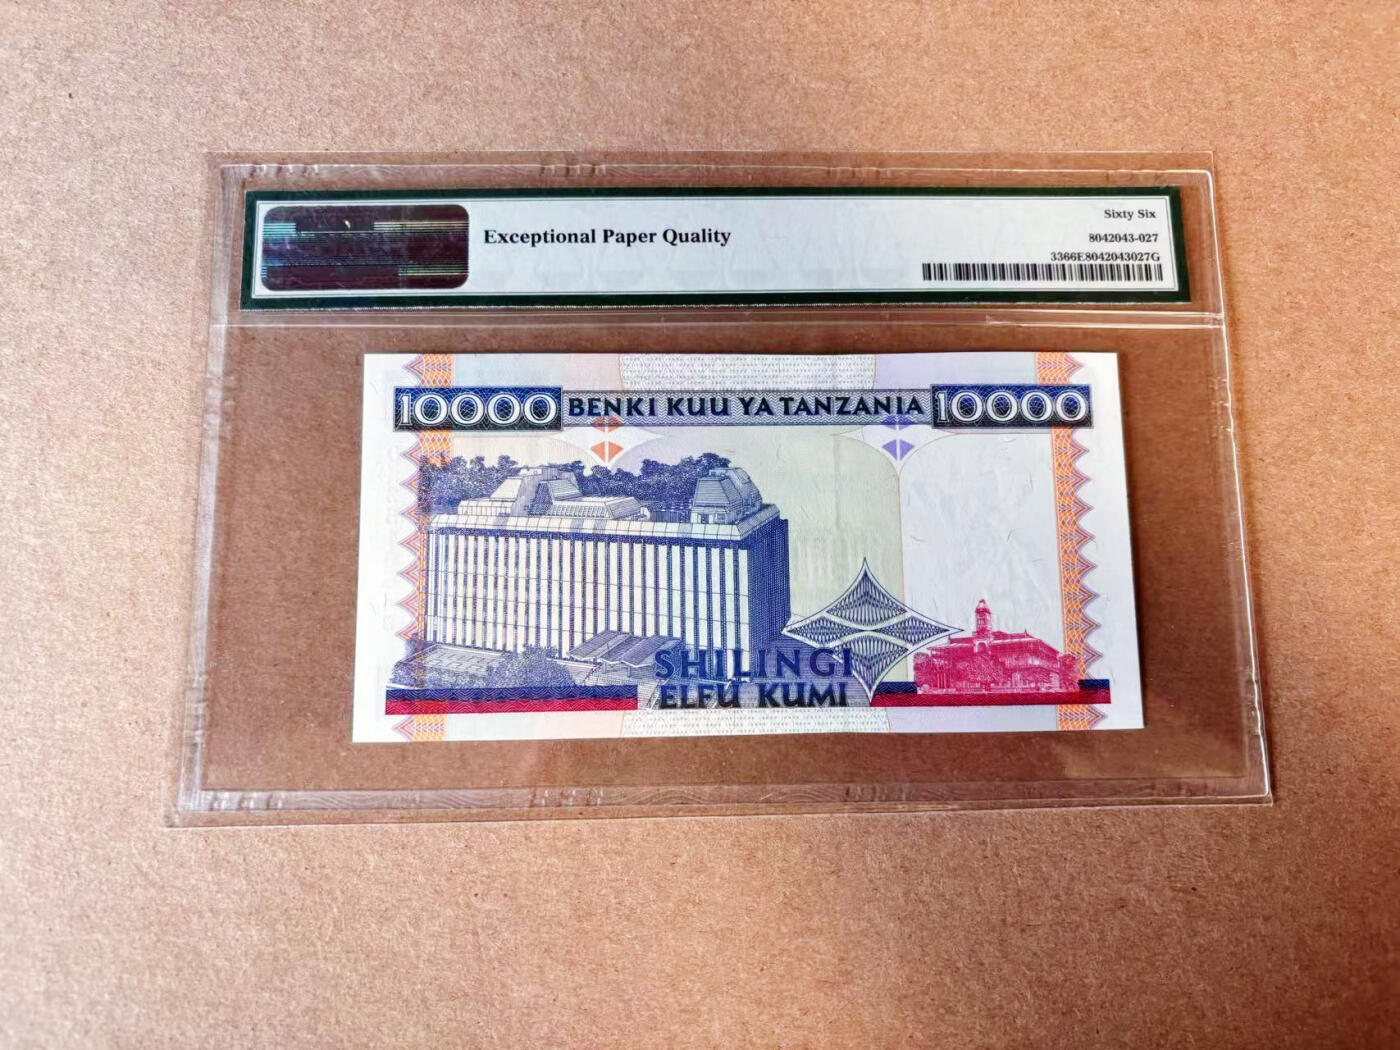 Exceptional Paper Quality
Sixty Six
8042043-027
3366E8042043027G
10000 BENKI KUU YA TANZANIA 10000
SHILINGI
ELFU KUMI